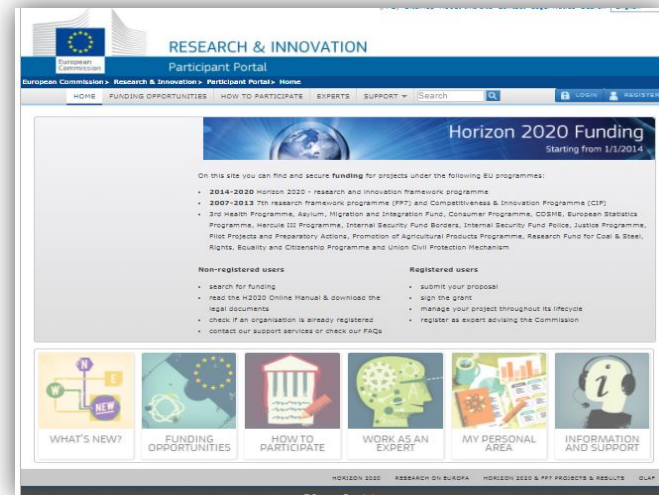 European
Commission
RESEARCH & INNOVATION
Participant Portal
European Commission > Research & Innovation > Participant Portal > Home
HOME FUNDING OPPORTUNITIES HOW TO PARTICIPATE EXPERTS SUPPORT Search LOGIN REGISTER
Horizon 2020 Funding
Starting from 1/1/2014
On this site you can find and secure funding for projects under the following EU programmes:
• 2014-2020 Horizon 2020 - research and innovation framework programme
• 2007-2013 7th research framework programme (FP7) and Competitiveness & Innovation Programme (CIP)
• 3rd Health Programme, Asylum, Migration and Integration Fund, Consumer Programme, COSME, European Statistics
Programme, Hercule III Programme, Internal Security Fund Borders, Internal Security Fund Police, Justice Programme,
Pilot Projects and Preparatory Actions, Promotion of Agricultural Products Programme, Research Fund for Coal & Steel,
Rights, Equality and Citizenship Programme and Union Civil Protection Mechanism
Non-registered users
• search for funding
• read the H2020 Online Manual & download the
legal documents
• check if an organisation is already registered
• contact our support services or check our FAQs
Registered users
• submit your proposal
• sign the grant
• manage your project throughout its lifecycle
• register as expert advising the Commission
N
W E
NEW
WHAT'S NEW?
FUNDING
OPPORTUNITIES
HOW TO
PARTICIPATE
WORK AS AN
EXPERT
MY PERSONAL
AREA
i
INFORMATION
AND SUPPORT
HORIZON 2020 RESEARCH ON EUROPA HORIZON 2020 & FP7 PROJECTS & RESULTS OLAF